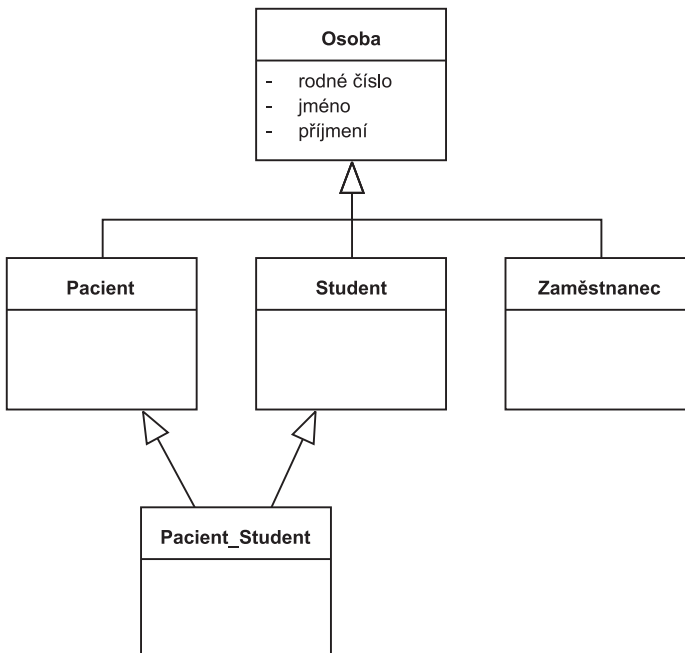 Osoba
- rodné číslo
- jméno
- příjmení
Pacient
Student
Zaměstnanec
Pacient_Student